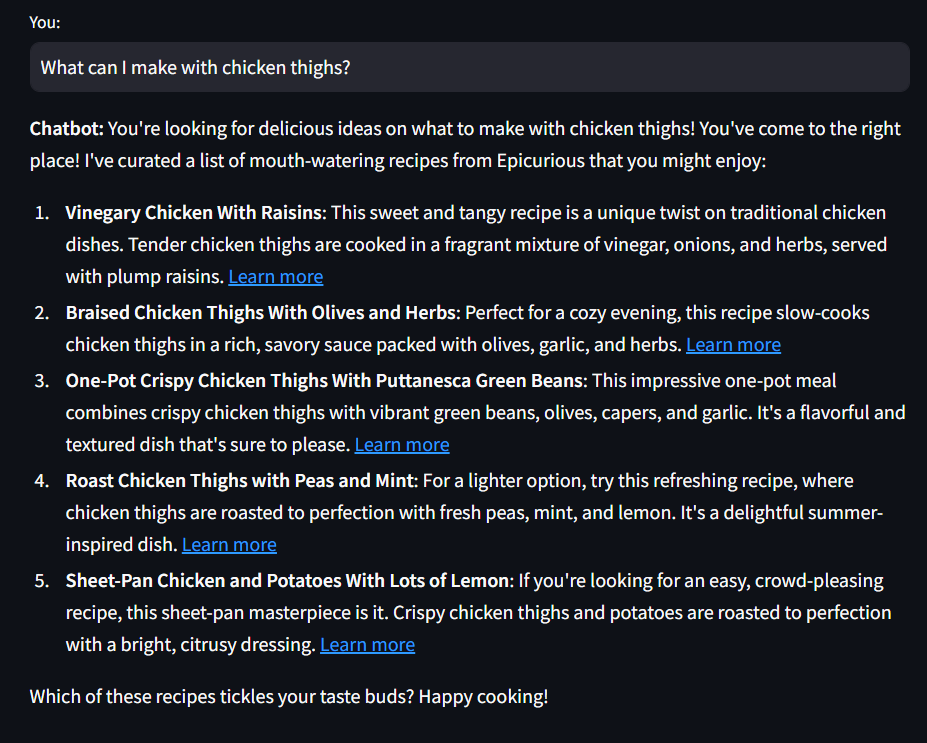 You:
What can I make with chicken thighs?
Chatbot: You're looking for delicious ideas on what to make with chicken thighs! You've come to the right
place! I've curated a list of mouth-watering recipes from Epicurious that you might enjoy:
1. Vinegary Chicken With Raisins: This sweet and tangy recipe is a unique twist on traditional chicken
dishes. Tender chicken thighs are cooked in a fragrant mixture of vinegar, onions, and herbs, served
with plump raisins. Learn more
2. Braised Chicken Thighs With Olives and Herbs: Perfect for a cozy evening, this recipe slow-cooks
chicken thighs in a rich, savory sauce packed with olives, garlic, and herbs. Learn more
3. One-Pot Crispy Chicken Thighs With Puttanesca Green Beans: This impressive one-pot meal
combines crispy chicken thighs with vibrant green beans, olives, capers, and garlic. It's a flavorful and
textured dish that's sure to please. Learn more
4. Roast Chicken Thighs with Peas and Mint: For a lighter option, try this refreshing recipe, where
chicken thighs are roasted to perfection with fresh peas, mint, and lemon. It's a delightful summer-
inspired dish. Learn more
5. Sheet-Pan Chicken and Potatoes With Lots of Lemon: If you're looking for an easy, crowd-pleasing
recipe, this sheet-pan masterpiece is it. Crispy chicken thighs and potatoes are roasted to perfection
with a bright, citrusy dressing. Learn more
Which of these recipes tickles your taste buds? Happy cooking!